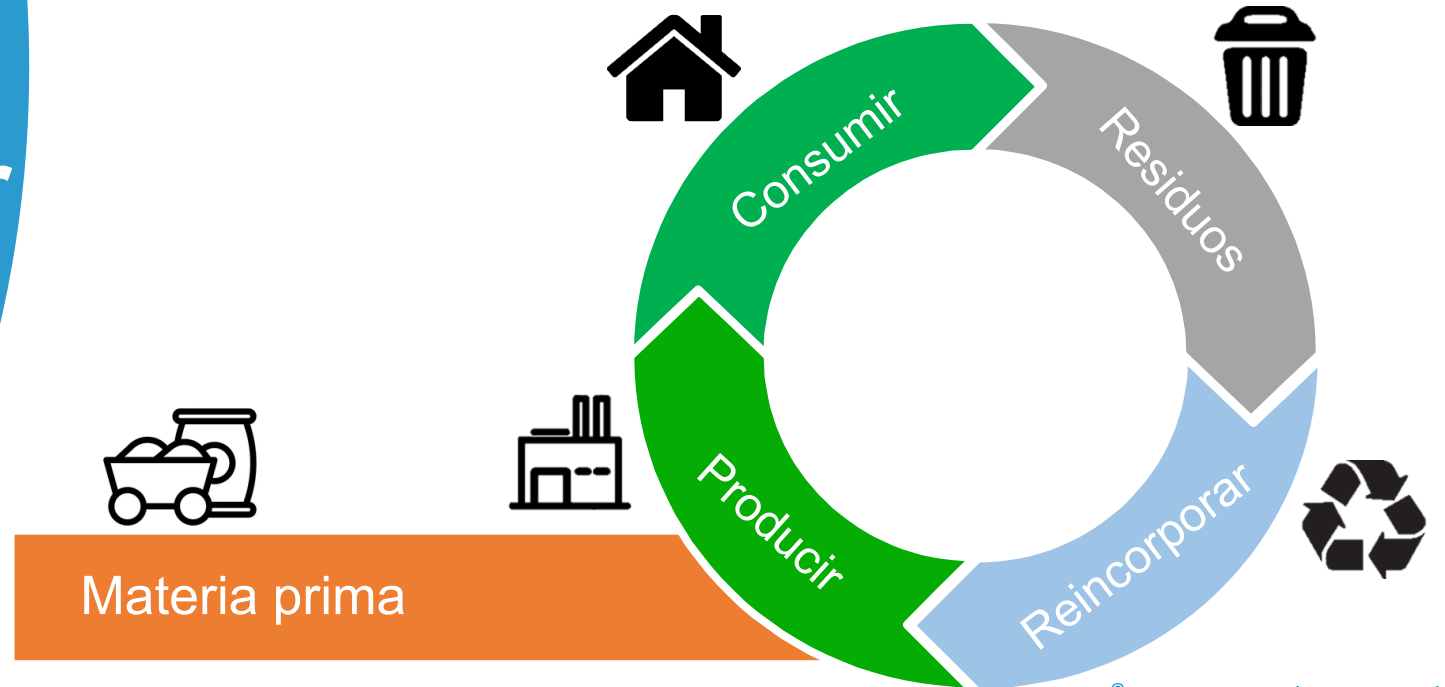 Consumir
Residuos
Producir
Reincorporar
Materia prima